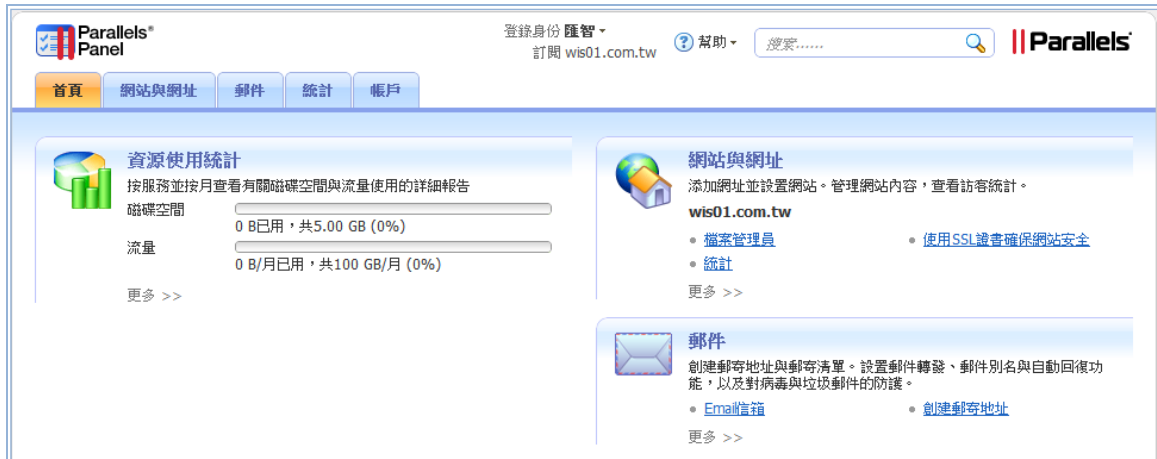 Parallels®
Panel
登錄身份 匯智
訂閱 wis01.com.tw
幫助
搜索......
Parallels
首頁
網站與網址
郵件
統計
帳戶
資源使用統計
按服務並按月查看有關磁碟空間與流量使用的詳細報告
磁碟空間
0 B已用，共5.00 GB (0%)
流量
0 B/月已用，共100 GB/月 (0%)
更多 >>
網站與網址
添加網址並設置網站。管理網站內容，查看訪客統計。
wis01.com.tw
檔案管理員
使用SSL證書確保網站安全
統計
更多 >>
郵件
創建郵寄地址與郵寄清單。設置郵件轉發、郵件別名與自動回復功
能，以及對病毒與垃圾郵件的防護。
Email信箱
創建郵寄地址
更多 >>